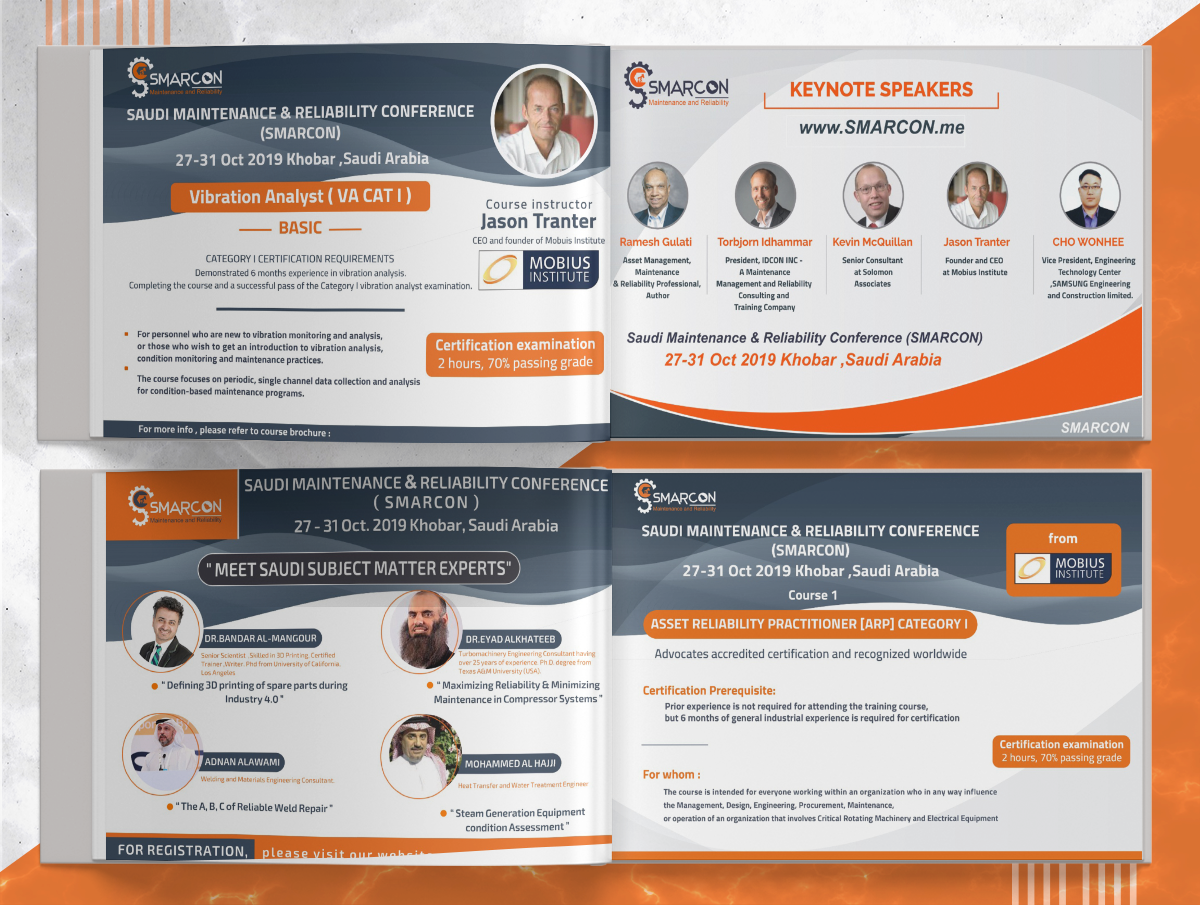 SMARCON
Maintenance and Reliability
SAUDI MAINTENANCE & RELIABILITY CONFERENCE
(SMARCON)
27-31 Oct 2019 Khobar ,Saudi Arabia
Vibration Analyst ( VA CAT I )
BASIC
CATEGORY I CERTIFICATION REQUIREMENTS
Demonstrated 6 months experience in vibration analysis.
Completing the course and a successful pass of the Category I vibration analyst examination.
Course instructor
Jason Tranter
CEO and founder of Mobuis Institute
MOBIUS
INSTITUTE
For personnel who are new to vibration monitoring and analysis,
or those who wish to get an introduction to vibration analysis,
condition monitoring and maintenance practices.
The course focuses on periodic, single channel data collection and analysis
for condition-based maintenance programs.
Certification examination
2 hours, 70% passing grade
For more info , please refer to course brochure :
SMARCON
Maintenance and Reliability
KEYNOTE SPEAKERS
www.SMARCON.me
Ramesh Gulati
Asset Management,
Maintenance
& Reliability Professional,
Author
Torbjorn Idhammar
President, IDCON INC -
A Maintenance
Management and Reliability
Consulting and
Training Company
Kevin McQuillan
Senior Consultant
at Solomon
Associates
Jason Tranter
Founder and CEO
at Mobius Institute
CHO WONHEE
Vice President, Engineering
Technology Center
,SAMSUNG Engineering
and Construction limited.
Saudi Maintenance & Reliability Conference (SMARCON)
27-31 Oct 2019 Khobar ,Saudi Arabia
SMARCON
SMARCON
Maintenance and Reliability
SAUDI MAINTENANCE & RELIABILITY CONFERENCE
( SMARCON )
27 - 31 Oct. 2019 Khobar, Saudi Arabia
" MEET SAUDI SUBJECT MATTER EXPERTS"
DR.BANDAR AL-MANGOUR
Senior Scientist ,Skilled in 3D Printing, Certified
Trainer ,Writer. Phd from University of California,
Los Angeles
" Defining 3D printing of spare parts during
Industry 4.0 "
DR.EYAD ALKHATEEB
Turbomachinery Engineering Consultant having
over 25 years of experience. Ph.D. degree from
Texas A&M University (USA).
" Maximizing Reliability & Minimizing
Maintenance in Compressor Systems "
ADNAN ALAWAMI
Welding and Materials Engineering Consultant.
" The A, B, C of Reliable Weld Repair "
MOHAMMED AL HAJJI
Heat Transfer and Water Treatment Engineer
" Steam Generation Equipment
condition Assessment "
FOR REGISTRATION, please visit our website
SMARCON
Maintenance and Reliability
SAUDI MAINTENANCE & RELIABILITY CONFERENCE
(SMARCON)
27-31 Oct 2019 Khobar ,Saudi Arabia
Course 1
from
MOBIUS
INSTITUTE
ASSET RELIABILITY PRACTITIONER [ARP] CATEGORY I
Advocates accredited certification and recognized worldwide
Certification Prerequisite:
Prior experience is not required for attending the training course,
but 6 months of general industrial experience is required for certification
Certification examination
2 hours, 70% passing grade
For whom :
The course is intended for everyone working within an organization who in any way influence
the Management, Design, Engineering, Procurement, Maintenance,
or operation of an organization that involves Critical Rotating Machinery and Electrical Equipment